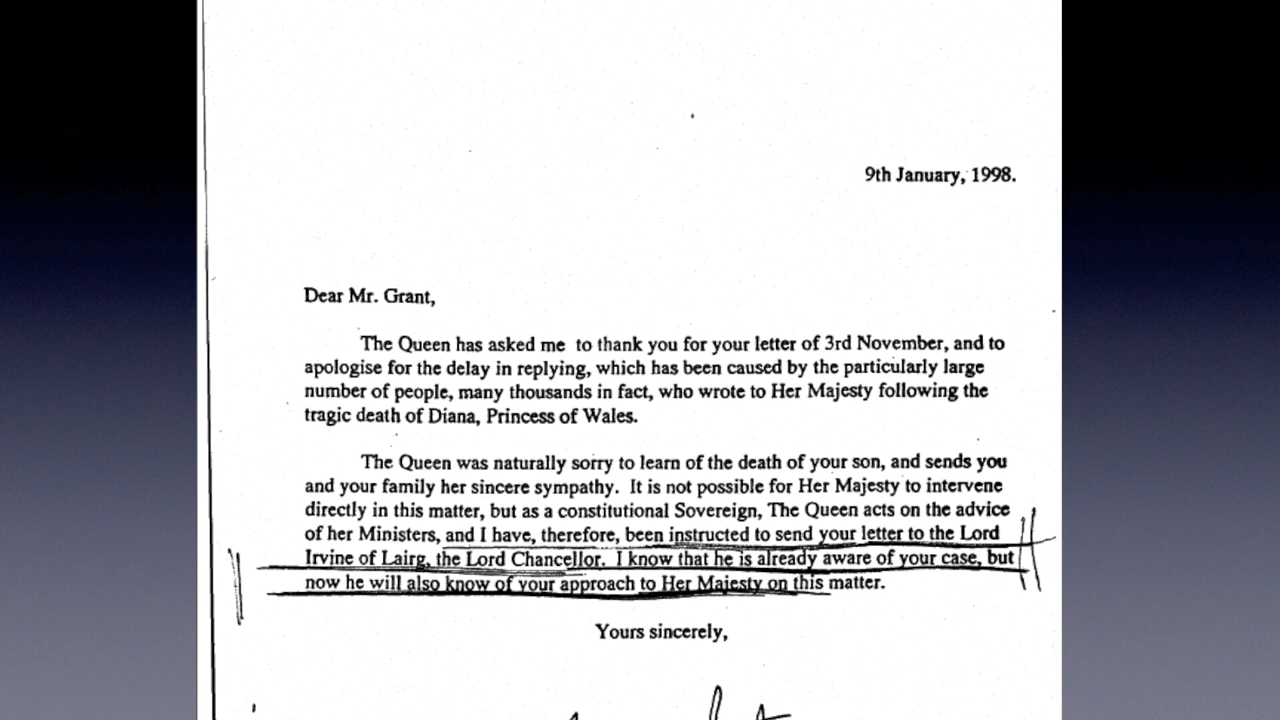 9th January, 1998.
Dear Mr. Grant,
The Queen has asked me to thank you for your letter of 3rd November, and to
apologise for the delay in replying, which has been caused by the particularly large
number of people, many thousands in fact, who wrote to Her Majesty following the
tragic death of Diana, Princess of Wales.
The Queen was naturally sorry to learn of the death of your son, and sends you
and your family her sincere sympathy. It is not possible for Her Majesty to intervene
directly in this matter, but as a constitutional Sovereign, The Queen acts on the advice
of her Ministers, and I have, therefore, been instructed to send your letter to the Lord
Irvine of Lairg, the Lord Chancellor. I know that he is already aware of your case, but
now he will also know of your approach to Her Majesty on this matter.
Yours sincerely,